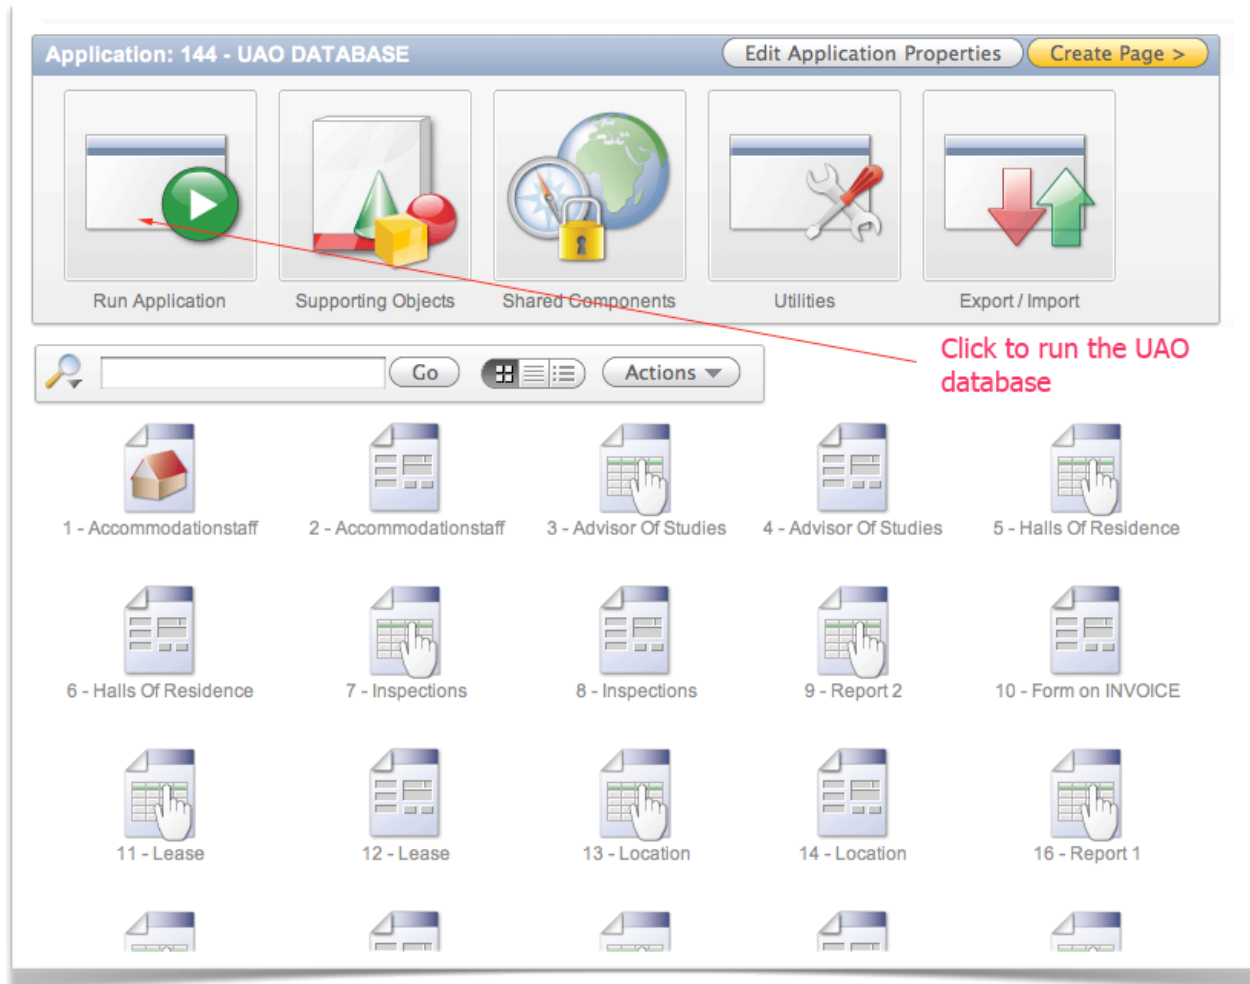 Application: 144 - UAO DATABASE
Edit Application Properties
Create Page >
Run Application
Supporting Objects
Shared Components
Utilities
Export / Import
Click to run the UAO
database
Go
Actions
1 - Accommodationstaff
2 - Accommodationstaff
3 - Advisor Of Studies
4 - Advisor Of Studies
5 - Halls Of Residence
6 - Halls Of Residence
7 - Inspections
8 - Inspections
9 - Report 2
10 - Form on INVOICE
11 - Lease
12 - Lease
13 - Location
14 - Location
16 - Report 1